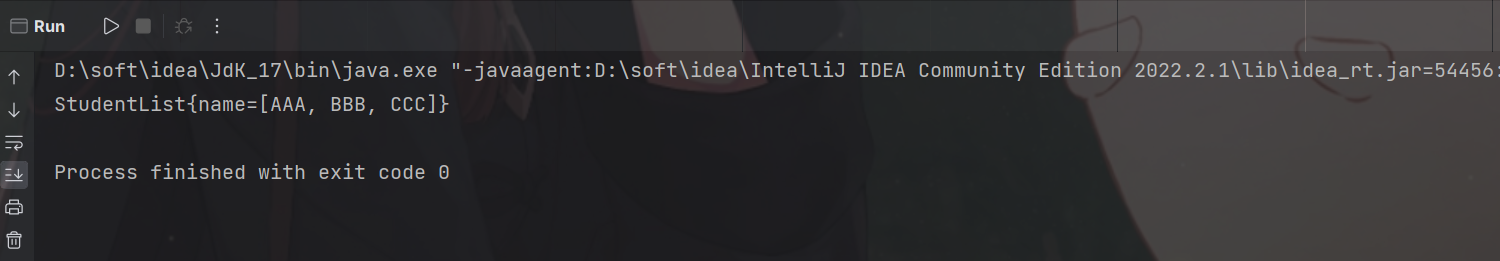 Run
D:\soft\idea\JdK_17\bin\java.exe "-javaagent:D:\soft\idea\IntelliJ IDEA Community Edition 2022.2.1\lib\idea_rt.jar=54456:
StudentList{name=[AAA, BBB, CCC]}
Process finished with exit code 0